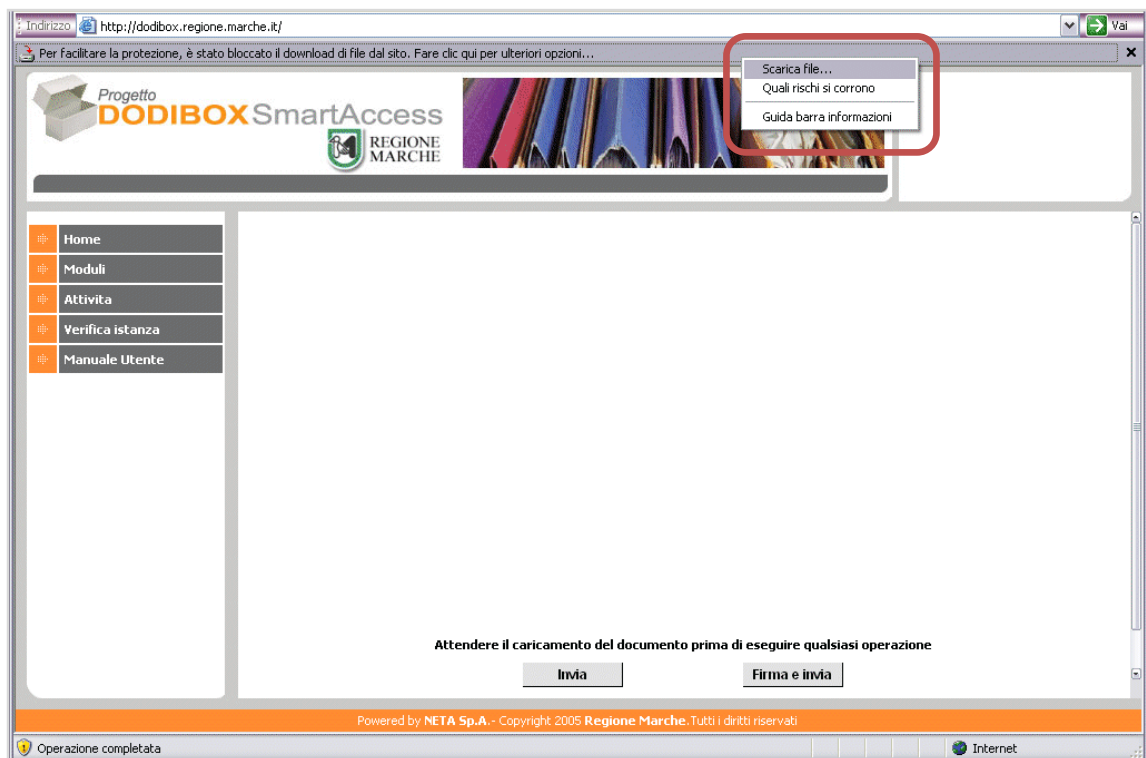 Indirizzo http://dodibox.regione.marche.it/ Vai
Per facilitare la protezione, è stato bloccato il download di file dal sito. Fare clic qui per ulteriori opzioni...
Scarica file...
Quali rischi si corrono
Guida barra informazioni
Progetto
DODIBOX SmartAccess
REGIONE
MARCHE
Home
Moduli
Attivita
Verifica istanza
Manuale Utente
Attendere il caricamento del documento prima di eseguire qualsiasi operazione
Invia Firma e invia
Powered by NETA Sp.A.- Copyright 2005 Regione Marche.Tutti i diritti riservati
Operazione completata Internet